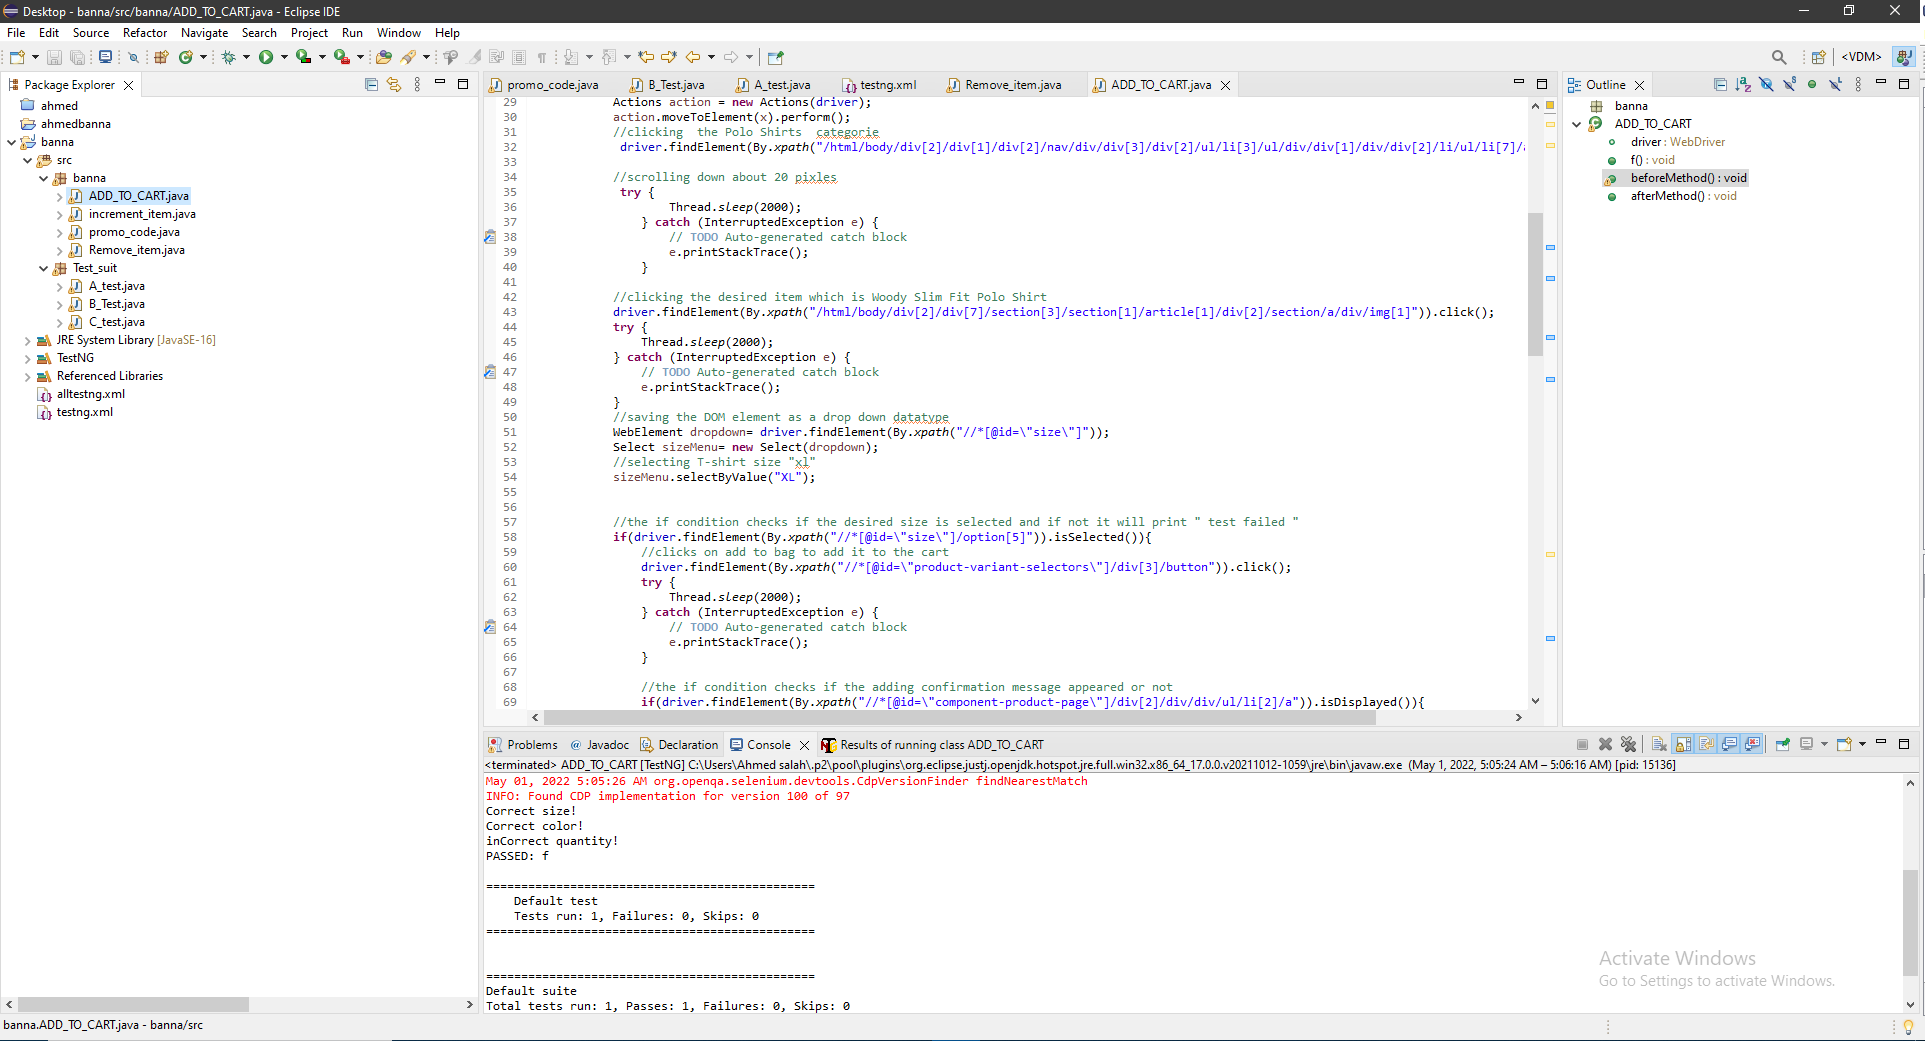 Desktop - banna/src/banna/ADD_TO_CART.java - Eclipse IDE
File Edit Source Refactor Navigate Search Project Run Window Help
<VDM>
Package Explorer
ahmed
ahmedbanna
banna
src
banna
ADD_TO_CART.java
increment_item.java
promo_code.java
Remove_item.java
Test_suit
A_test.java
B_Test.java
C_test.java
JRE System Library [JavaSE-16]
TestNG
Referenced Libraries
alltestng.xml
testng.xml
promo_code.java B_Test.java A_test.java testng.xml Remove_item.java ADD_TO_CART.java
29 Actions action = new Actions(driver);
30 action.moveToElement(x).perform();
31 //clicking  the Polo Shirts  categorie
32 driver.findElement(By.xpath("/html/body/div[2]/div[1]/div[2]/nav/div/div[3]/div[2]/ul/li[3]/ul/div/div[1]/div/div[2]/li/ul/li[7]/
33
34 //scrolling down about 20 pixles
35 try {
36 Thread.sleep(2000);
37 } catch (InterruptedException e) {
38 // TODO Auto-generated catch block
39 e.printStackTrace();
40 }
41
42 //clicking the desired item which is Woody Slim Fit Polo Shirt
43 driver.findElement(By.xpath("/html/body/div[2]/div[7]/section[3]/section[1]/article[1]/div[2]/section/a/div/img[1]")).click();
44 try {
45 Thread.sleep(2000);
46 } catch (InterruptedException e) {
47 // TODO Auto-generated catch block
48 e.printStackTrace();
49 }
50 //saving the DOM element as a drop down datatype
51 WebElement dropdown= driver.findElement(By.xpath("//*[@id=\"size\"]"));
52 Select sizeMenu= new Select(dropdown);
53 //selecting T-shirt size "xl"
54 sizeMenu.selectByValue("XL");
55
56
57 //the if condition checks if the desired size is selected and if not it will print " test failed "
58 if(driver.findElement(By.xpath("//*[@id=\"size\"]/option[5]")).isSelected()){
59 //clicks on add to bag to add it to the cart
60 driver.findElement(By.xpath("//*[@id=\"product-variant-selectors\"]/div[3]/button")).click();
61 try {
62 Thread.sleep(2000);
63 } catch (InterruptedException e) {
64 // TODO Auto-generated catch block
65 e.printStackTrace();
66 }
67
68 //the if condition checks if the adding confirmation message appeared or not
69 if(driver.findElement(By.xpath("//*[@id=\"component-product-page\"]/div[2]/div/div/ul/li[2]/a")).isDisplayed()){
Outline
banna
ADD_TO_CART
driver : WebDriver
f() : void
beforeMethod() : void
afterMethod() : void
Problems @ Javadoc Declaration Console Results of running class ADD_TO_CART
<terminated> ADD_TO_CART [TestNG] C:\Users\Ahmed salah\.p2\pool\plugins\org.eclipse.justj.openjdk.hotspot.jre.full.win32.x86_64_17.0.0.v20211012-1059\jre\bin\javaw.exe (May 1, 2022, 5:05:24 AM – 5:06:16 AM) [pid: 15136]
May 01, 2022 5:05:26 AM org.openqa.selenium.devtools.CdpVersionFinder findNearestMatch
INFO: Found CDP implementation for version 100 of 97
Correct size!
Correct color!
inCorrect quantity!
PASSED: f
===============================================
Default test
Tests run: 1, Failures: 0, Skips: 0
===============================================
===============================================
Default suite
Total tests run: 1, Passes: 1, Failures: 0, Skips: 0
Activate Windows
Go to Settings to activate Windows.
banna.ADD_TO_CART.java - banna/src